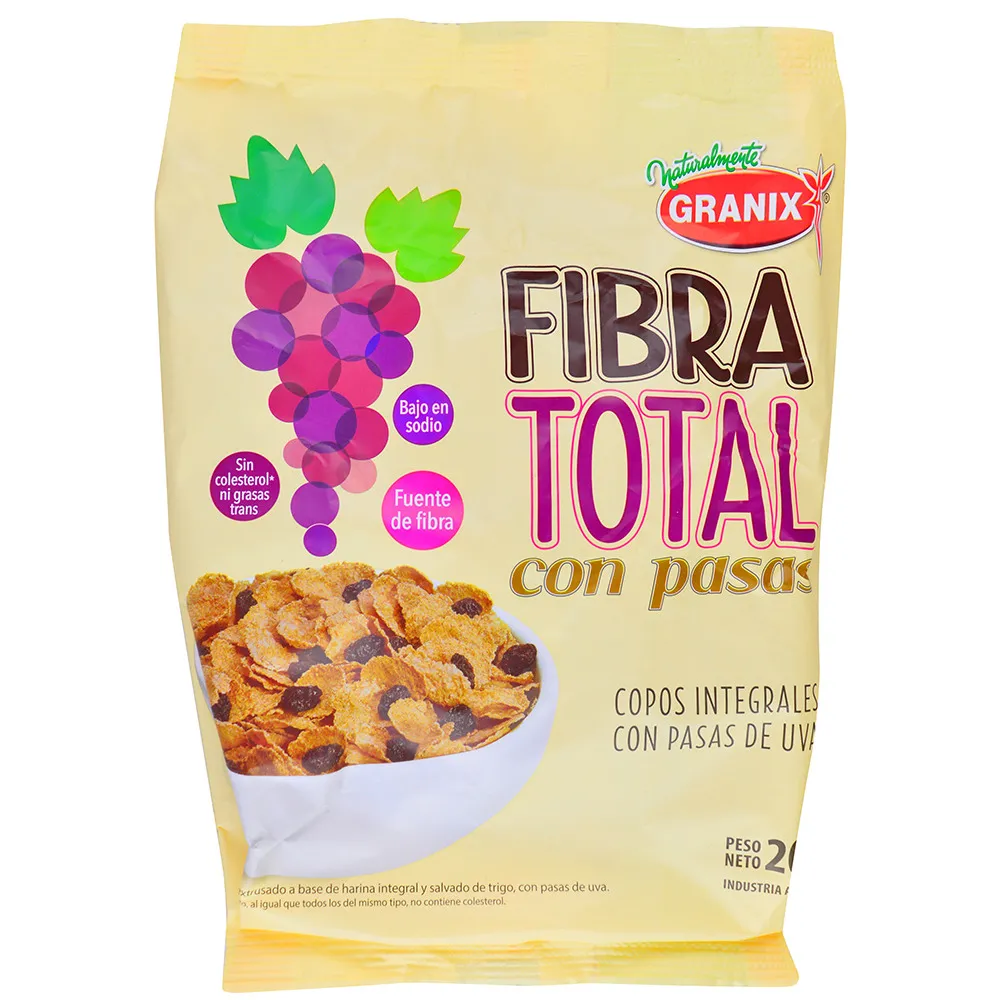 Naturalmente
GRANIX
®
FIBRA
TOTAL
con pasas
Bajo en
sodio
Sin
colesterol*
ni grasas
trans
Fuente
de fibra
COPOS INTEGRALES
CON PASAS DE UVA
PESO
NETO
INDUSTRIA
a base de harina integral y salvado de trigo, con pasas de uva.
al igual que todos los del mismo tipo, no contiene colesterol.